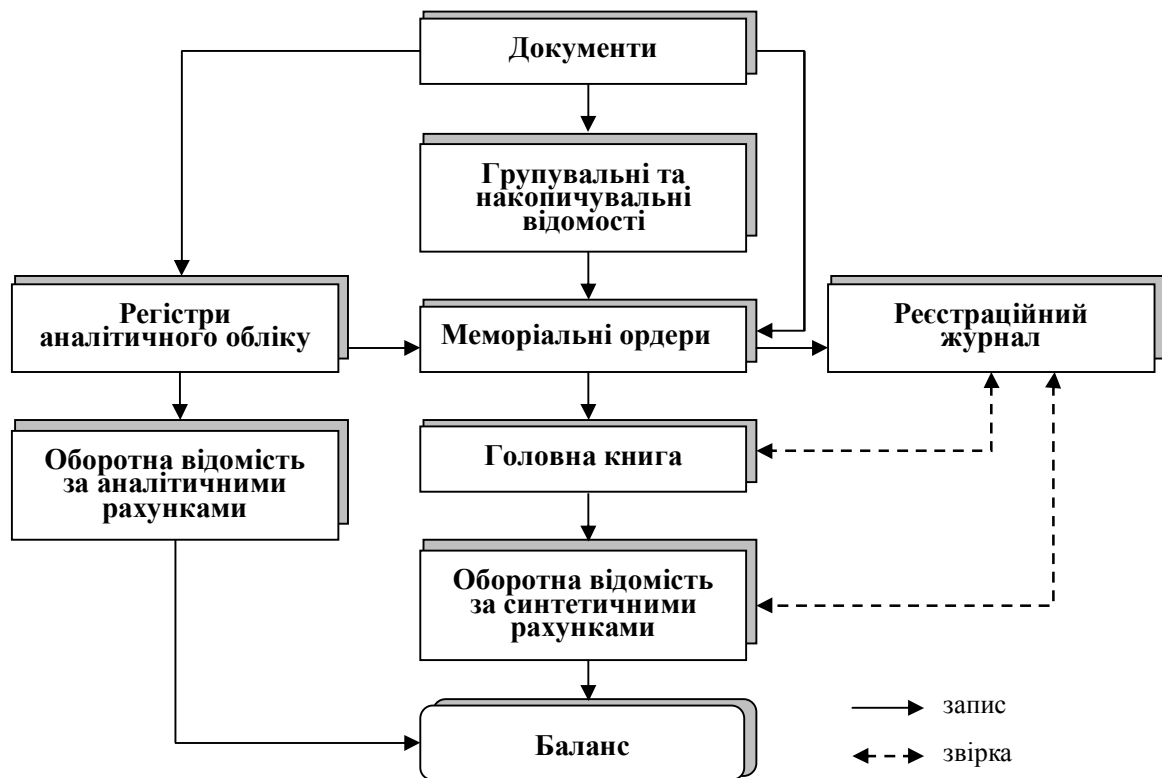 Документи
Групувальні та
накопичувальні
відомості
Регістри
аналітичного обліку
Меморіальні ордери
Реєстраційний
журнал
Оборотна відомість
за аналітичними
рахунками
Головна книга
Оборотна відомість
за синтетичними
рахунками
Баланс
запис
звірка